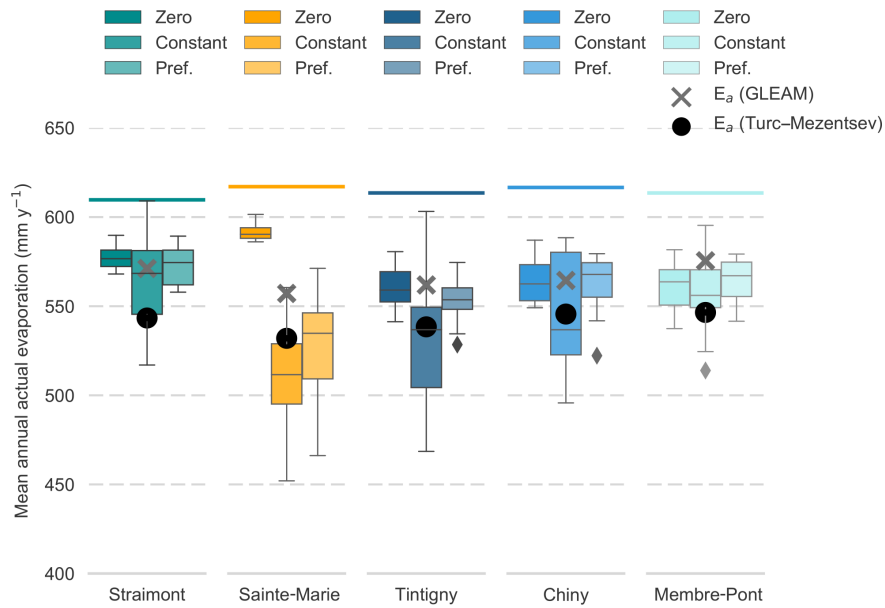 Zero Zero Zero Zero Zero
Constant Constant Constant Constant Constant
Pref. Pref. Pref. Pref. Pref.
Eₐ (GLEAM)
Eₐ (Turc–Mezentsev)
Mean annual actual evaporation (mm y⁻¹)
650
600
550
500
450
400
Straimont Sainte-Marie Tintigny Chiny Membre-Pont